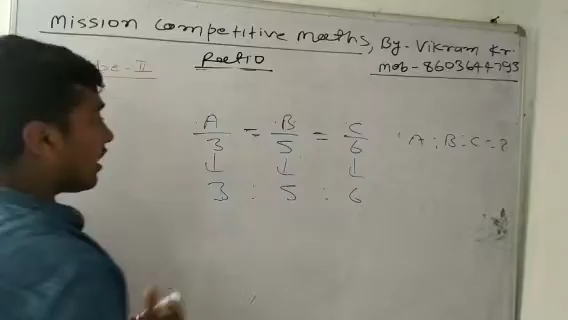 Mission Competitive Maths, By- Vikram Kr.
Ratio
mob-8603644793
A/3 = B/5 = C/6 A:B:C=?
↓ ↓ ↓
3 : 5 : 6